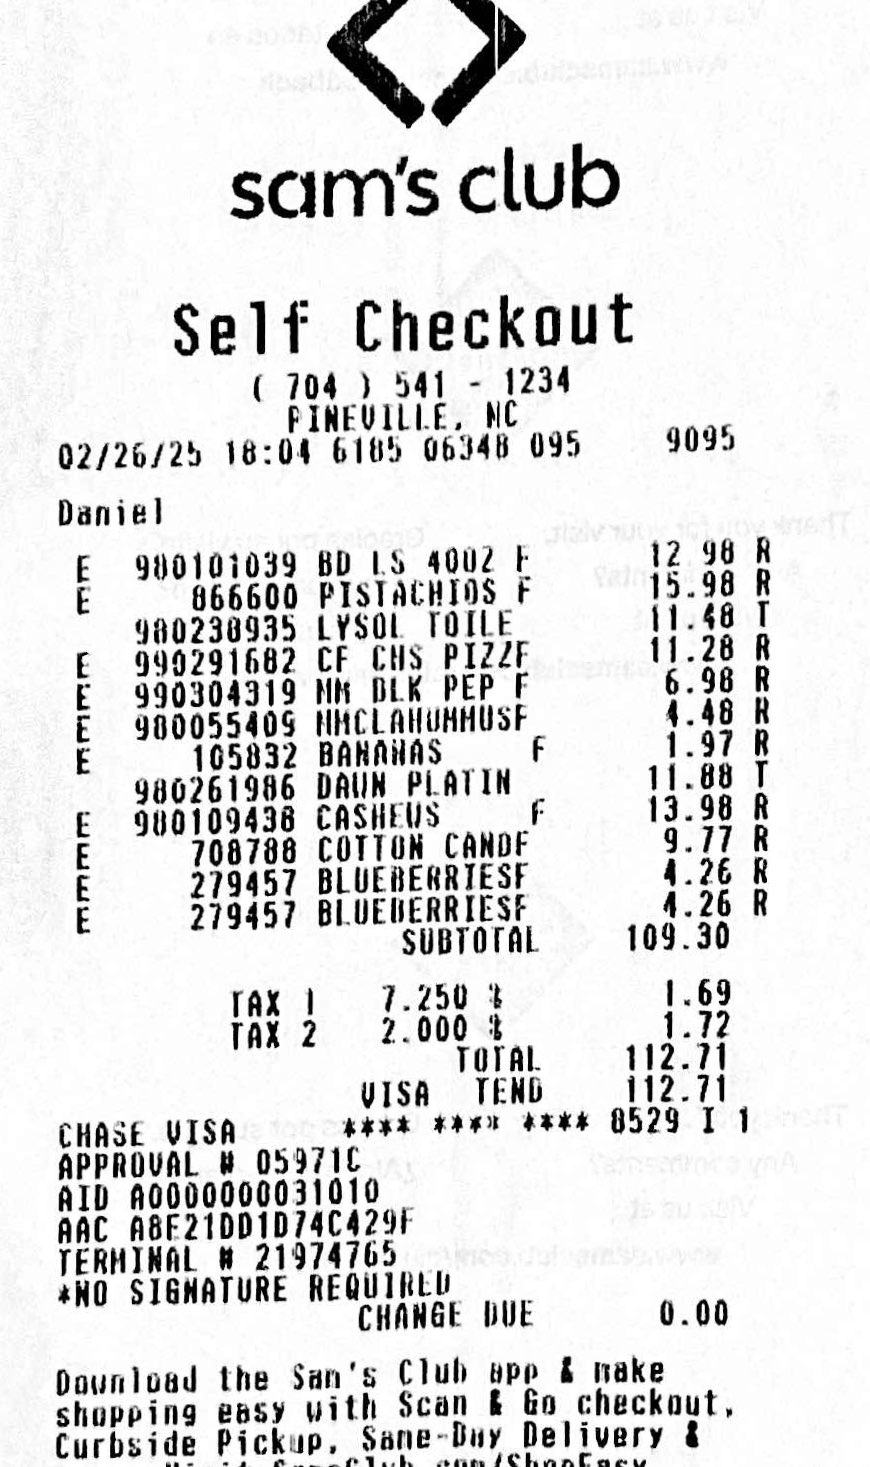 sam's club
Self Checkout
( 704 ) 541 - 1234
PINEVILLE, NC
02/26/25 18:04 6185 06348 095 9095
Daniel
E 980101039 BD LS 4002 F 12.98 R
E 866600 PISTACHIOS F 15.98 R
980238935 LYSOL TOILE 11.48 T
E 990291682 CF CHS PIZZF 11.28 R
E 990304319 MM BLK PEP F 6.98 R
E 980055409 MMCLAHUMMUSF 4.48 R
E 105832 BANANAS F 1.97 R
980261986 DAWN PLATIN 11.88 T
E 980109438 CASHEWS F 13.98 R
E 708788 COTTON CANDF 9.77 R
E 279457 BLUEBERRIESF 4.26 R
E 279457 BLUEBERRIESF 4.26 R
SUBTOTAL 109.30
TAX 1 7.250 % 1.69
TAX 2 2.000 % 1.72
TOTAL 112.71
VISA TEND 112.71
CHASE VISA **** **** **** 8529 I 1
APPROVAL # 05971C
AID A0000000031010
AAC A8F21DD1D74C429F
TERMINAL # 21974765
*NO SIGNATURE REQUIRED
CHANGE DUE 0.00
Download the Sam's Club app & make
shopping easy with Scan & Go checkout,
Curbside Pickup, Same-Day Delivery &
Visit SamsClub.com/ShopEasy